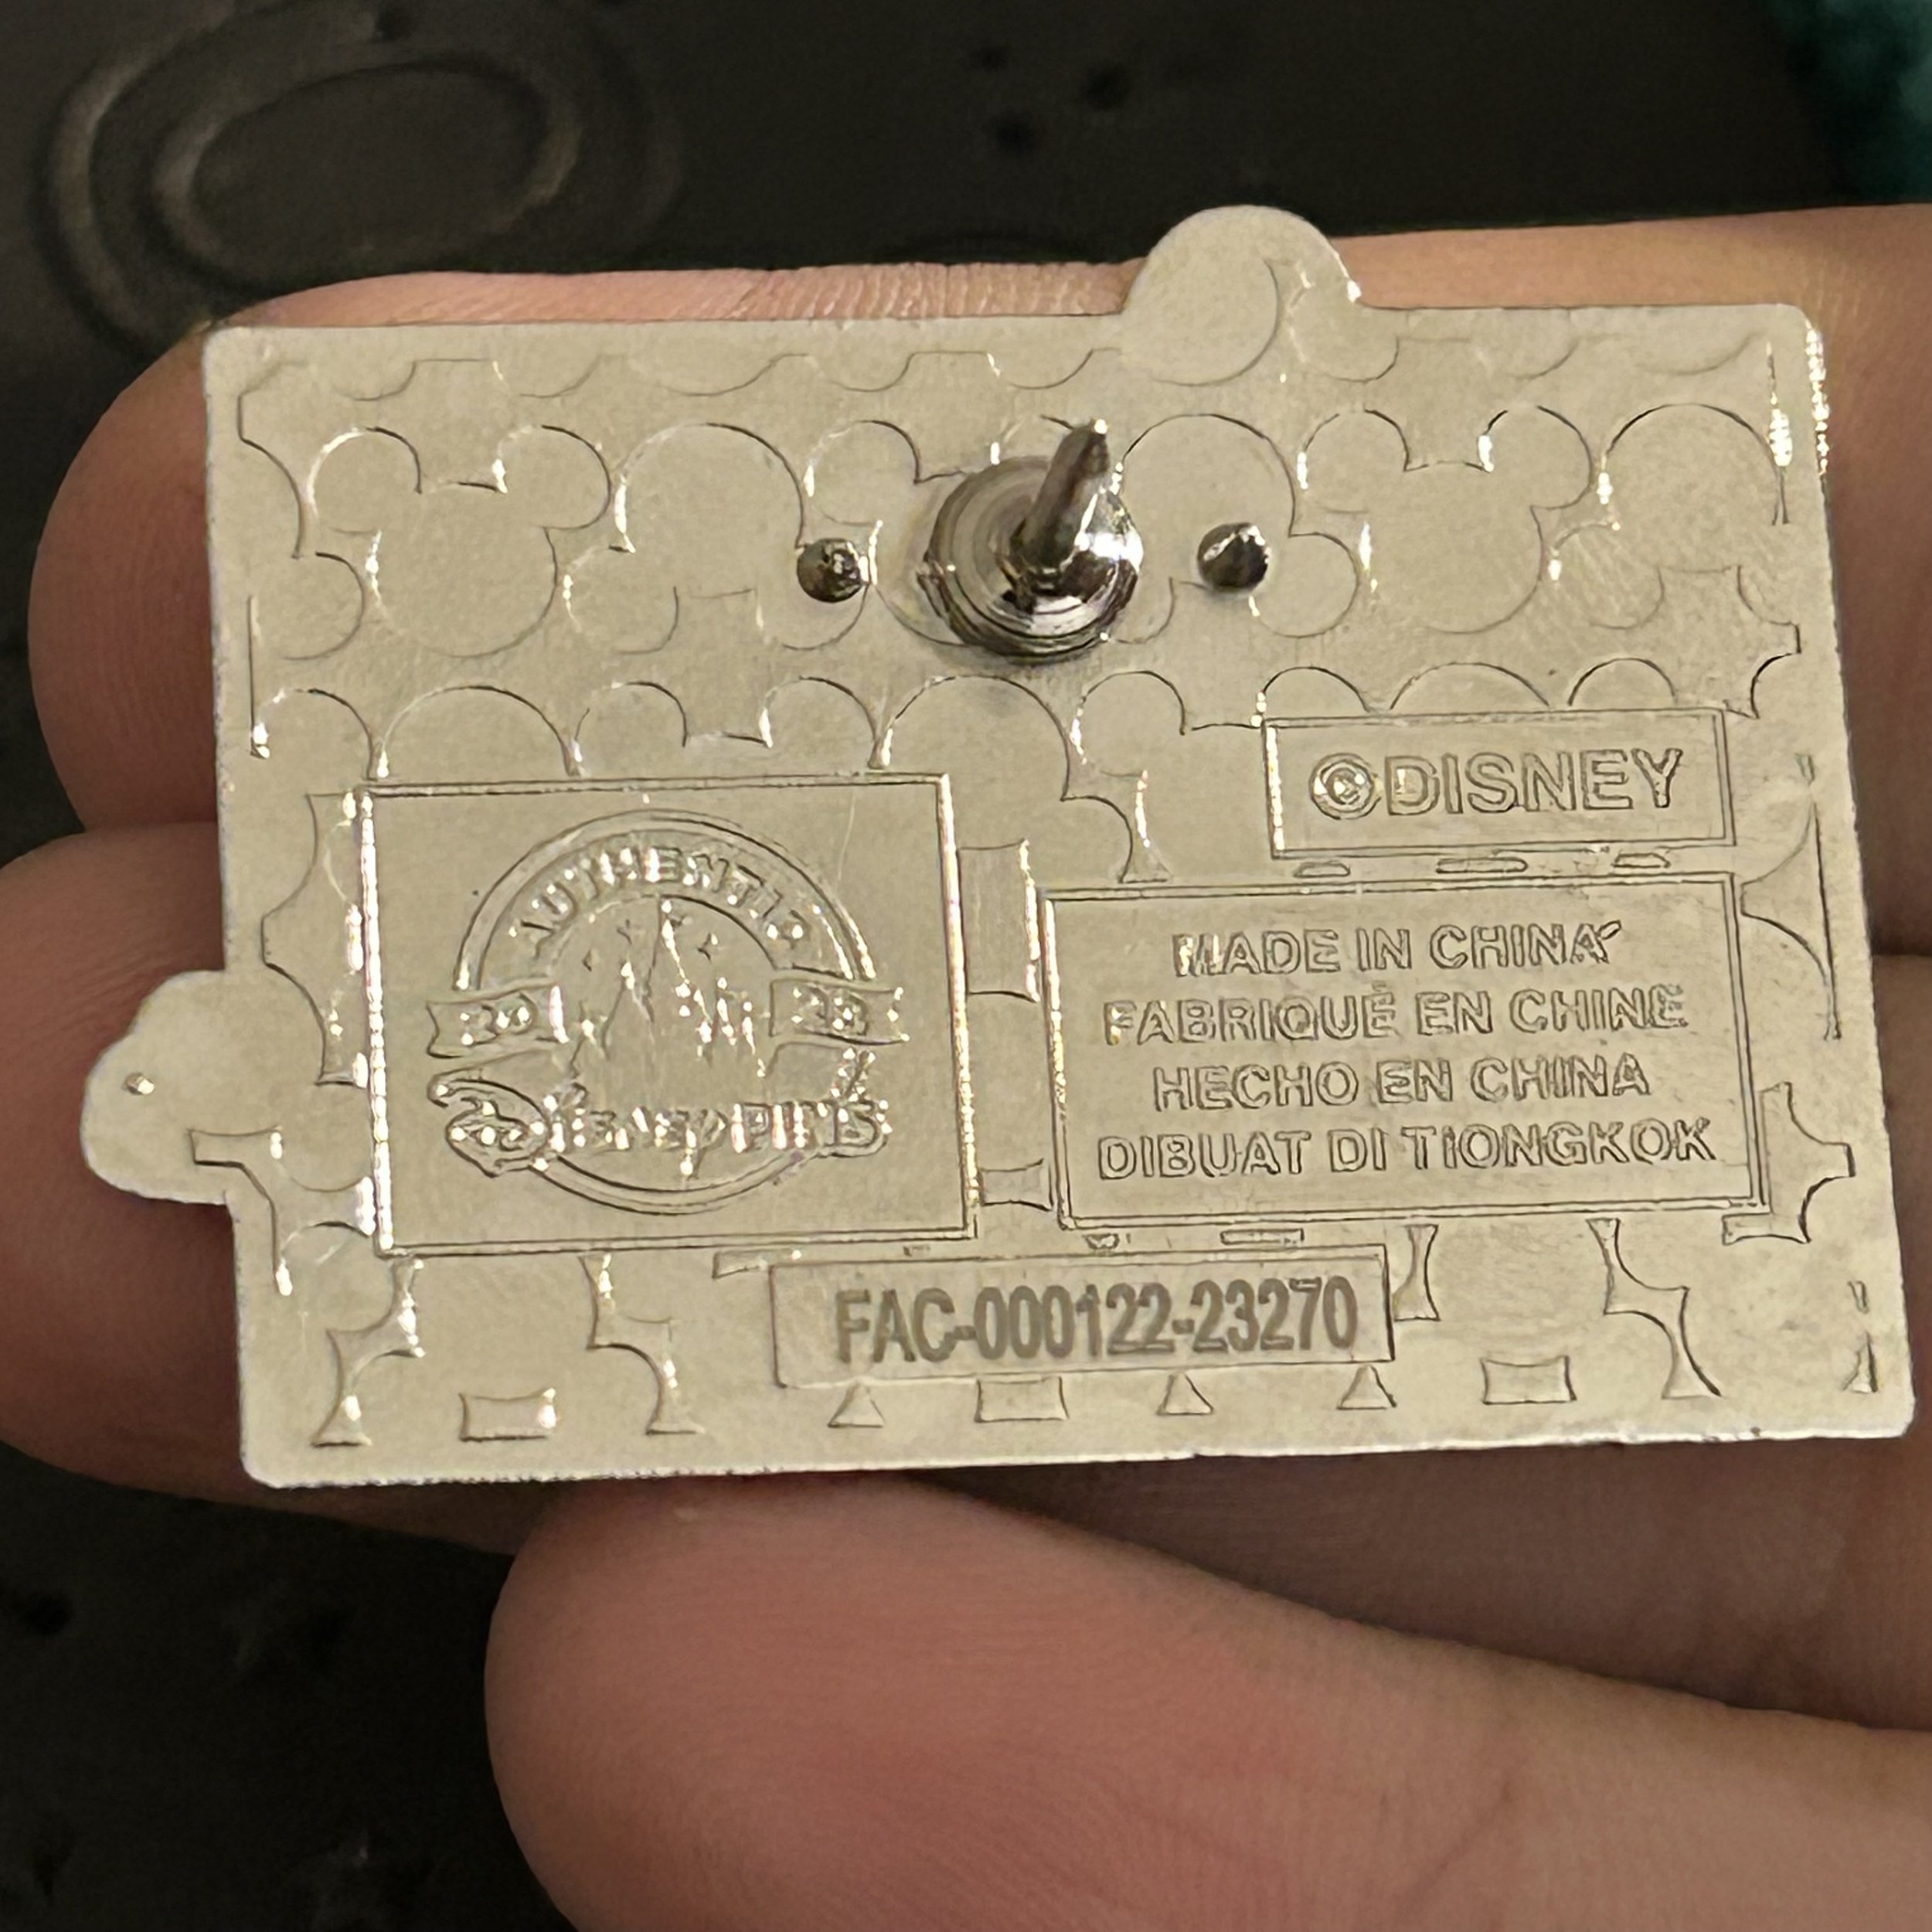 ©DISNEY
AUTHENTIC
20 23
Disney PINS
MADE IN CHINA
FABRIQUÉ EN CHINE
HECHO EN CHINA
DIBUAT DI TIONGKOK
FAC-000122-23270